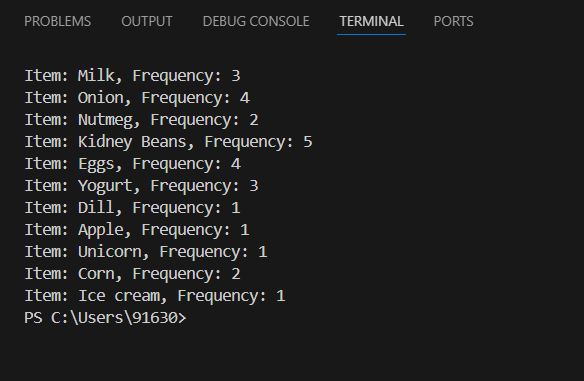 PROBLEMS OUTPUT DEBUG CONSOLE TERMINAL PORTS
Item: Milk, Frequency: 3
Item: Onion, Frequency: 4
Item: Nutmeg, Frequency: 2
Item: Kidney Beans, Frequency: 5
Item: Eggs, Frequency: 4
Item: Yogurt, Frequency: 3
Item: Dill, Frequency: 1
Item: Apple, Frequency: 1
Item: Unicorn, Frequency: 1
Item: Corn, Frequency: 2
Item: Ice cream, Frequency: 1
PS C:\Users\91630>